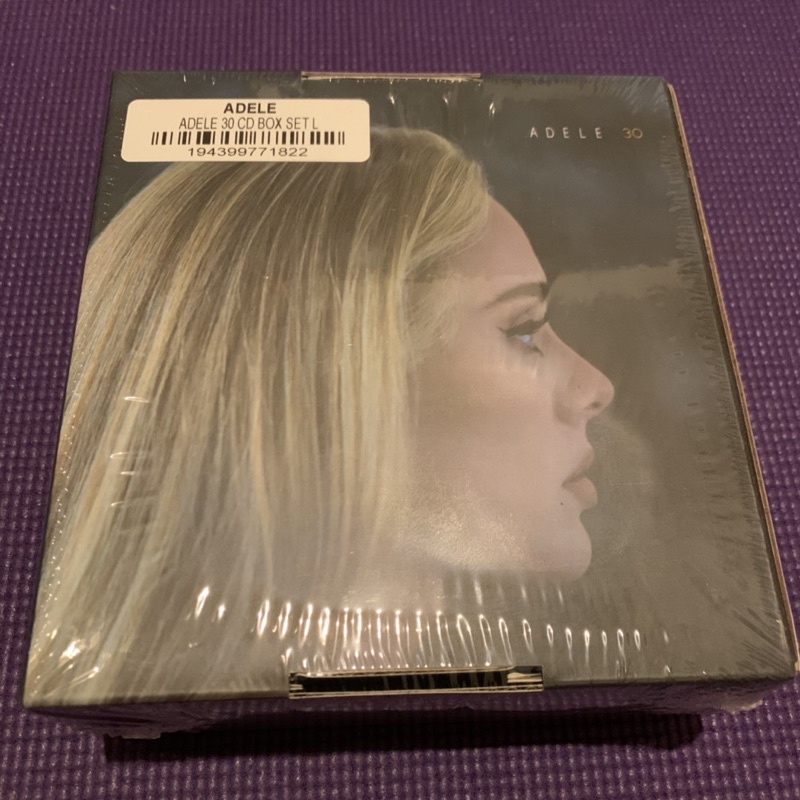 ADELE
ADELE 30 CD BOX SET L
194399771822
ADELE 30